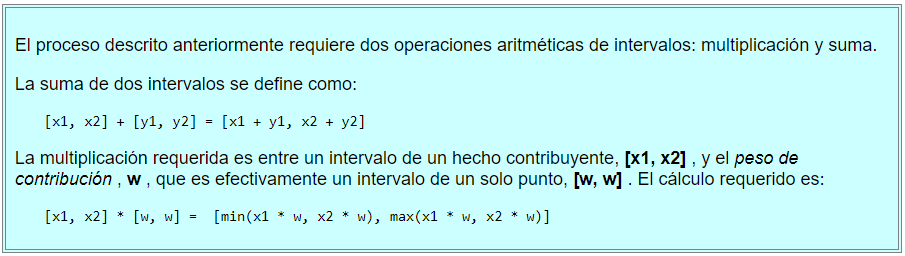 El proceso descrito anteriormente requiere dos operaciones aritméticas de intervalos: multiplicación y suma.
La suma de dos intervalos se define como:
[x1, x2] + [y1, y2] = [x1 + y1, x2 + y2]
La multiplicación requerida es entre un intervalo de un hecho contribuyente, [x1, x2] , y el peso de
contribución , w , que es efectivamente un intervalo de un solo punto, [w, w] . El cálculo requerido es:
[x1, x2] * [w, w] =  [min(x1 * w, x2 * w), max(x1 * w, x2 * w)]